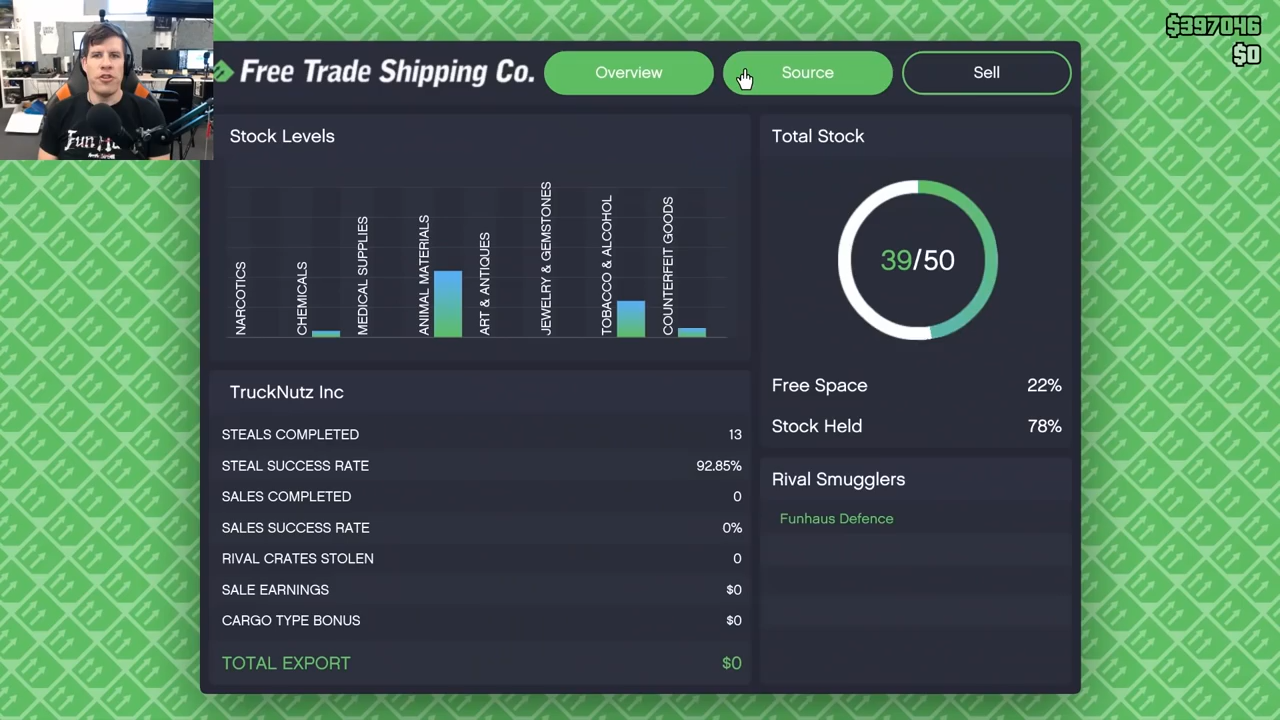 $397046
$0
Free Trade Shipping Co.
Overview
Source
Sell
Stock Levels
NARCOTICS
CHEMICALS
MEDICAL SUPPLIES
ANIMAL MATERIALS
ART & ANTIQUES
JEWELRY & GEMSTONES
TOBACCO & ALCOHOL
COUNTERFEIT GOODS
Total Stock
39/50
Free Space 22%
Stock Held 78%
TruckNutz Inc
STEALS COMPLETED 13
STEAL SUCCESS RATE 92.85%
SALES COMPLETED 0
SALES SUCCESS RATE 0%
RIVAL CRATES STOLEN 0
SALE EARNINGS $0
CARGO TYPE BONUS $0
TOTAL EXPORT $0
Rival Smugglers
Funhaus Defence